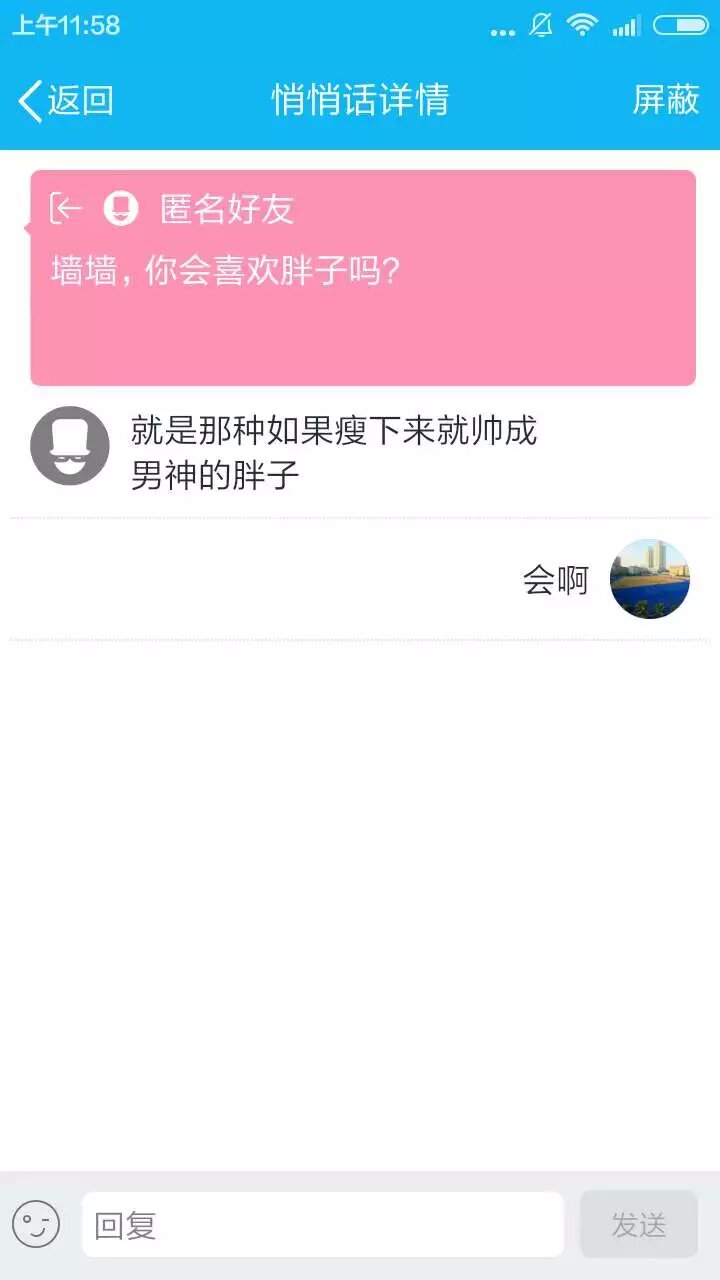 上午11:58
返回
悄悄话详情
屏蔽
匿名好友
墙墙，你会喜欢胖子吗?
就是那种如果瘦下来就帅成
男神的胖子
会啊
回复
发送